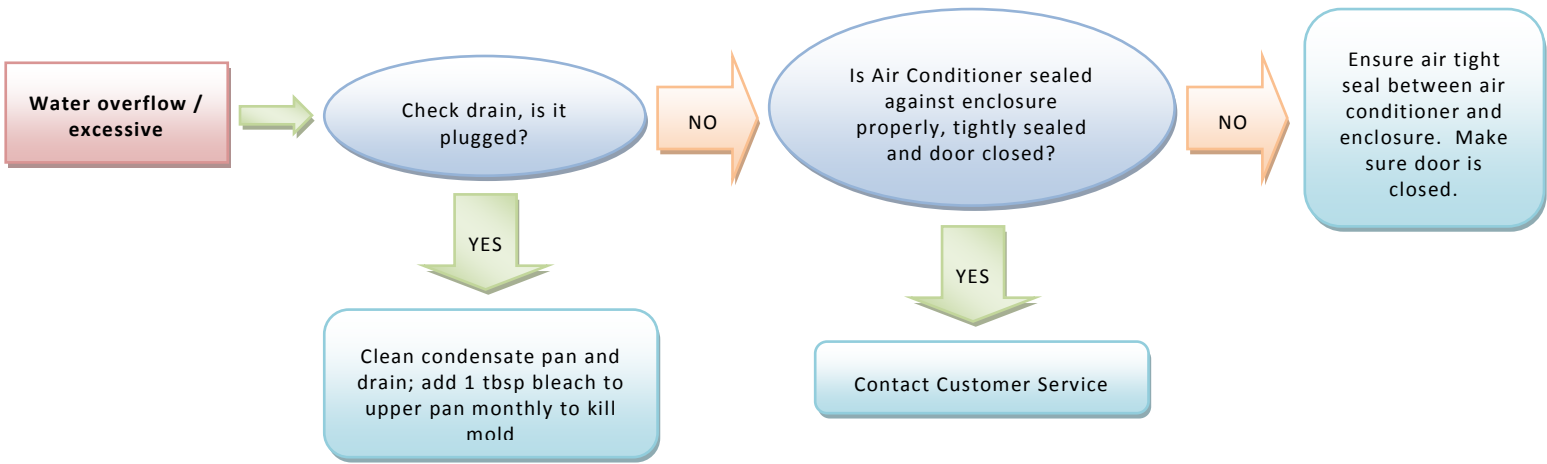 Water overflow /
excessive
Check drain, is it
plugged?
NO
Is Air Conditioner sealed
against enclosure
properly, tightly sealed
and door closed?
NO
Ensure air tight
seal between air
conditioner and
enclosure. Make
sure door is
closed.
YES
YES
Clean condensate pan and
drain; add 1 tbsp bleach to
upper pan monthly to kill
mold
Contact Customer Service